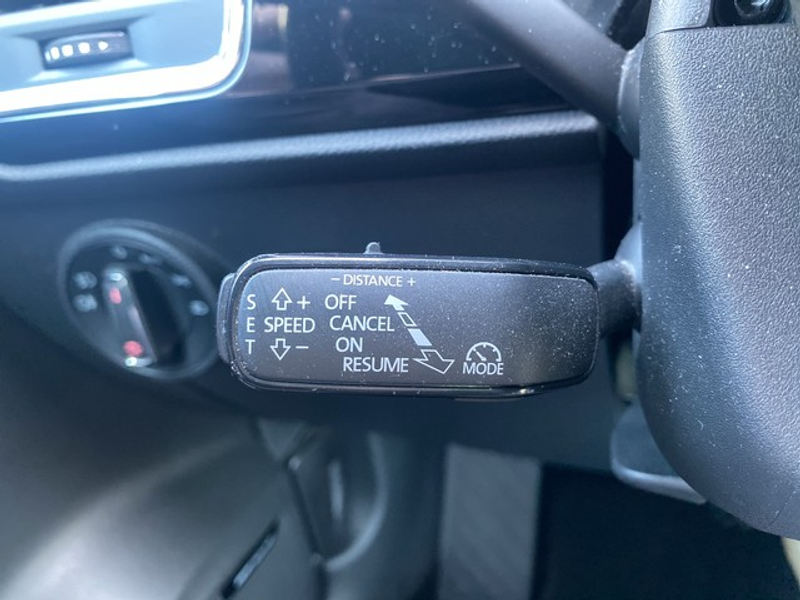 - DISTANCE +
S + OFF
E SPEED CANCEL
T - ON
RESUME MODE